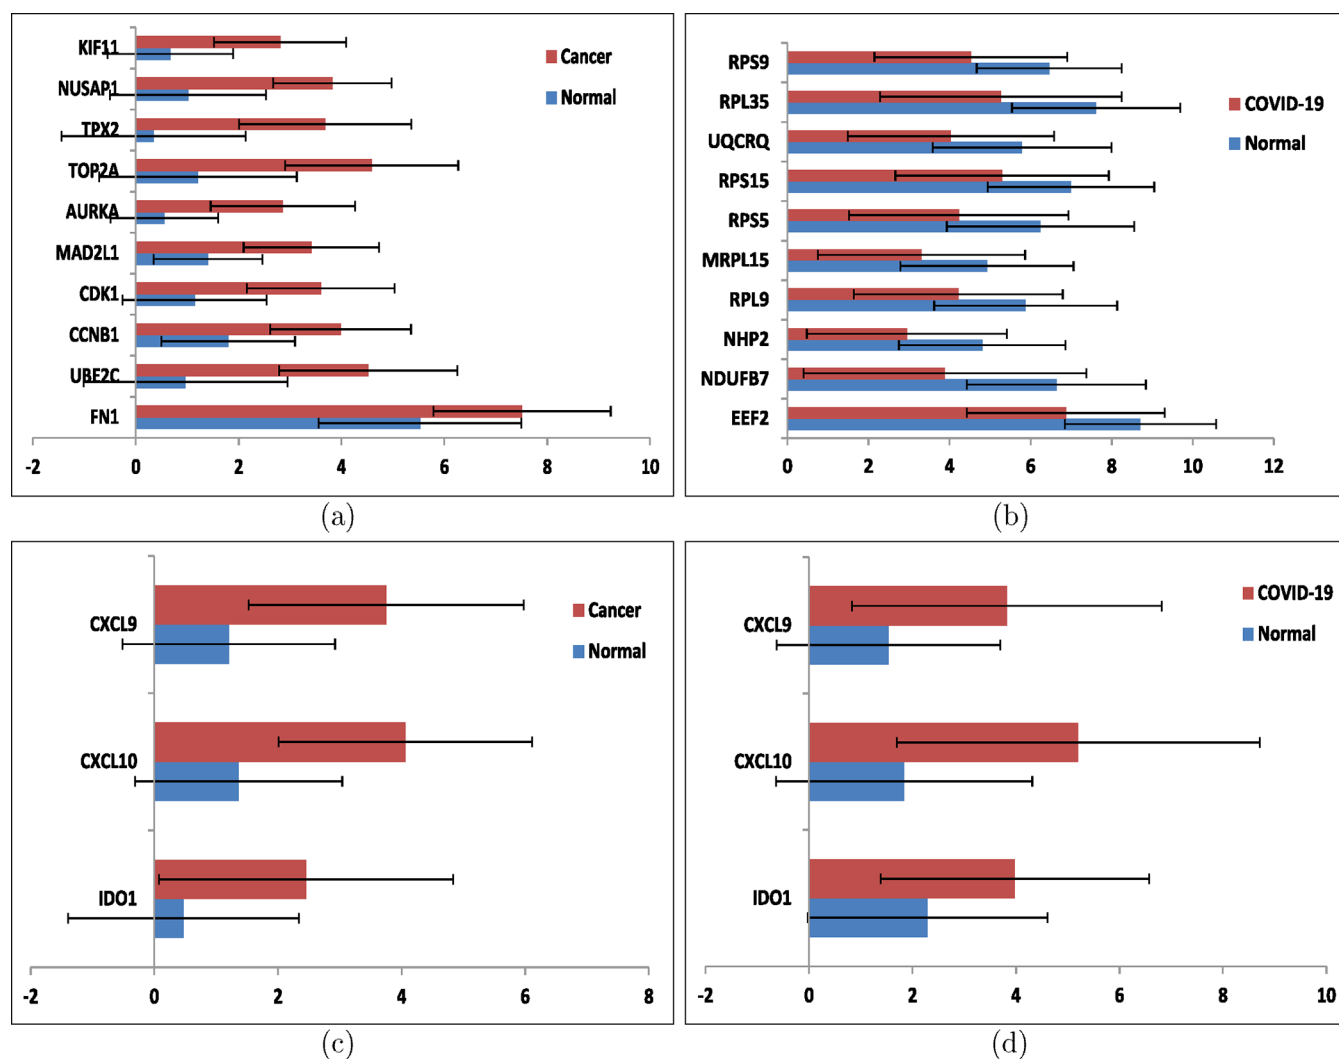 KIF11
NUSAP1
TPX2
TOP2A
AURKA
MAD2L1
CDK1
CCNB1
UBE2C
FN1
Cancer
Normal
-2 0 2 4 6 8 10
(a)
RPS9
RPL35
UQCRQ
RPS15
RPS5
MRPL15
RPL9
NHP2
NDUFB7
EEF2
COVID-19
Normal
0 2 4 6 8 10 12
(b)
CXCL9
CXCL10
IDO1
Cancer
Normal
-2 0 2 4 6 8
(c)
CXCL9
CXCL10
IDO1
COVID-19
Normal
-2 0 2 4 6 8 10
(d)